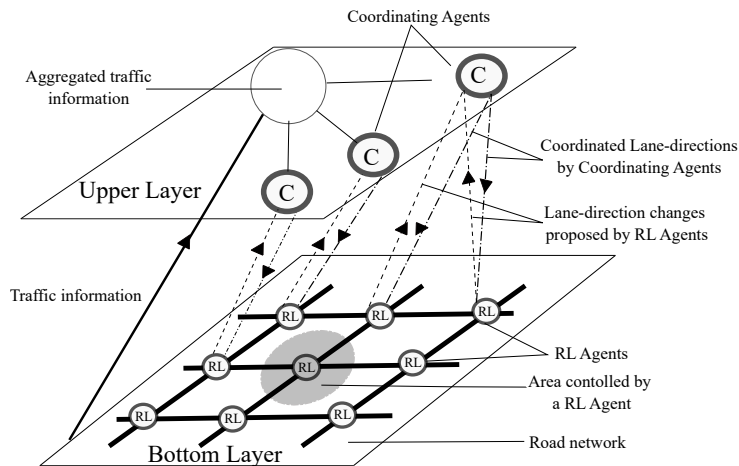 Coordinating Agents
Aggregated traffic
information
C
C
C
Coordinated Lane-directions
by Coordinating Agents
Upper Layer
Lane-direction changes
proposed by RL Agents
Traffic information
RL
RL
RL
RL
RL
RL
RL Agents
Area contolled by
a RL Agent
RL
RL
RL
Road network
Bottom Layer